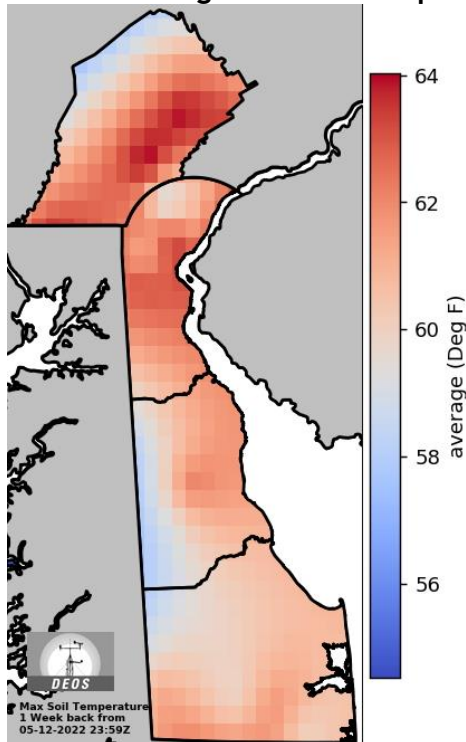 64
62
60
58
56
average (Deg F)
DEOS
Max Soil Temperature
1 Week back from
05-12-2022 23:59Z